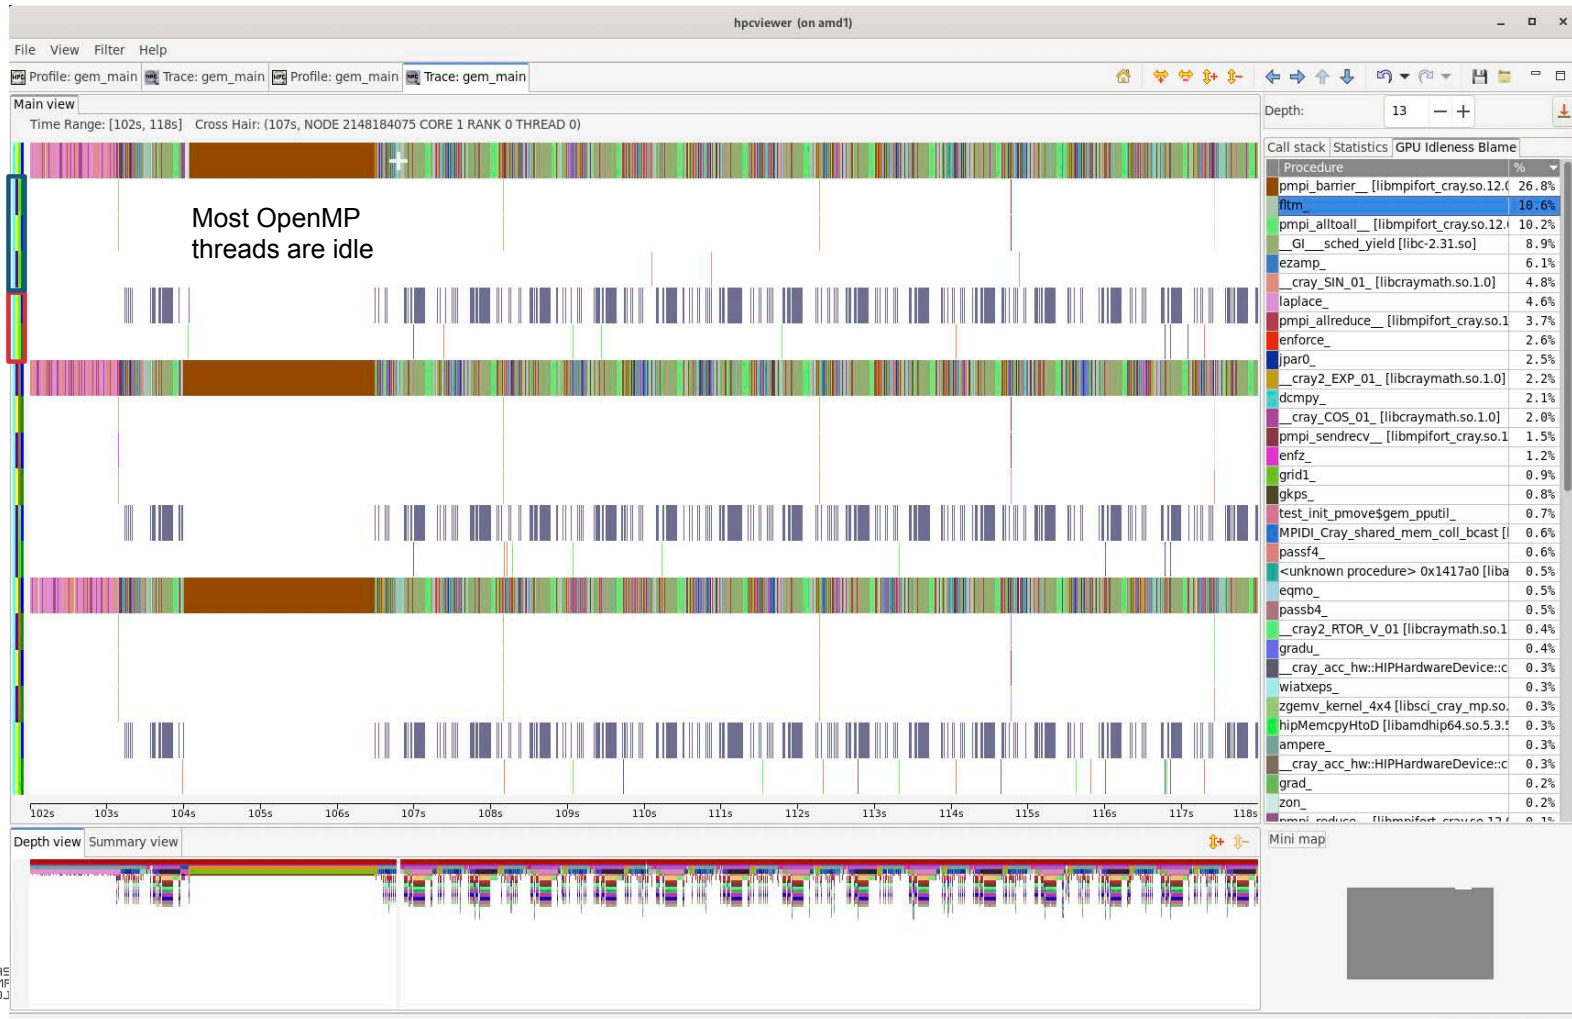 hpcviewer (on amd1)
File View Filter Help
Profile: gem_main Trace: gem_main Profile: gem_main Trace: gem_main
Main view
Time Range: [102s, 118s] Cross Hair: (107s, NODE 2148184075 CORE 1 RANK 0 THREAD 0)
Most OpenMP
threads are idle
102s 103s 104s 105s 106s 107s 108s 109s 110s 111s 112s 113s 114s 115s 116s 117s 118s
Depth view Summary view
Depth: 13
Call stack Statistics GPU Idleness Blame
Procedure %
pmpi_barrier__ [libmpifort_cray.so.12.0 26.8%
fltm_ 10.6%
pmpi_alltoall__ [libmpifort_cray.so.12. 10.2%
__GI___sched_yield [libc-2.31.so] 8.9%
ezamp_ 6.1%
__cray_SIN_01_ [libcraymath.so.1.0] 4.8%
laplace_ 4.6%
pmpi_allreduce__ [libmpifort_cray.so.1 3.7%
enforce_ 2.6%
jpar0_ 2.5%
__cray2_EXP_01_ [libcraymath.so.1.0] 2.2%
dcmpy_ 2.1%
__cray_COS_01_ [libcraymath.so.1.0] 2.0%
pmpi_sendrecv__ [libmpifort_cray.so.1 1.5%
enfz_ 1.2%
grid1_ 0.9%
gkps_ 0.8%
test_init_pmove$gem_pputil_ 0.7%
MPIDI_Cray_shared_mem_coll_bcast [l 0.6%
passf4_ 0.6%
<unknown procedure> 0x1417a0 [liba 0.5%
eqmo_ 0.5%
passb4_ 0.5%
__cray2_RTOR_V_01 [libcraymath.so.1 0.4%
gradu_ 0.4%
__cray_acc_hw::HIPHardwareDevice::c 0.3%
wiatxeps_ 0.3%
zgemv_kernel_4x4 [libsci_cray_mp.so. 0.3%
hipMemcpyHtoD [libamdhip64.so.5.3.5 0.3%
ampere_ 0.3%
__cray_acc_hw::HIPHardwareDevice::c 0.3%
grad_ 0.2%
zon_ 0.2%
Mini map